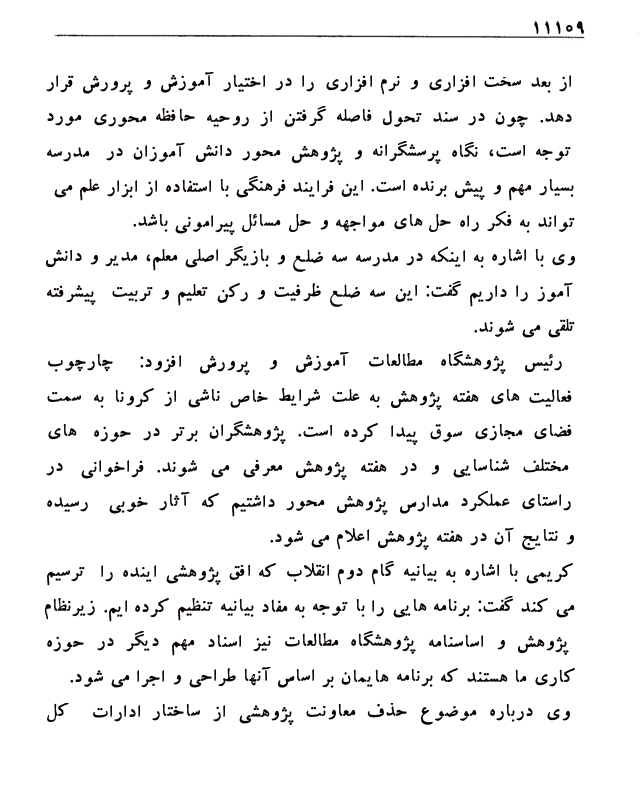 ۱۱۱۵۹
از بعد سخت افزاری و نرم افزاری را در اختیار آموزش و پرورش قرار
دهد. چون در سند تحول فاصله گرفتن از روحیه حافظه محوری مورد
توجه است، نگاه پرسشگرانه و پژوهش محور دانش آموزان در مدرسه
بسیار مهم و پیش برنده است. این فرایند فرهنگی با استفاده از ابزار علم می
تواند به فکر راه حل های مواجهه و حل مسائل پیرامونی باشد.
وی با اشاره به اینکه در مدرسه سه ضلع و بازیگر اصلی معلم، مدیر و دانش
آموز را داریم گفت: این سه ضلع ظرفیت و رکن تعلیم و تربیت پیشرفته
تلقی می شوند.
رئیس پژوهشگاه مطالعات آموزش و پرورش افزود: چارچوب
فعالیت های هفته پژوهش به علت شرایط خاص ناشی از کرونا به سمت
فضای مجازی سوق پیدا کرده است. پژوهشگران برتر در حوزه های
مختلف شناسایی و در هفته پژوهش معرفی می شوند. فراخوانی در
راستای عملکرد مدارس پژوهش محور داشتیم که آثار خوبی رسیده
و نتایج آن در هفته پژوهش اعلام می شود.
کریمی با اشاره به بیانیه گام دوم انقلاب که افق پژوهشی اینده را ترسیم
می کند گفت: برنامه هایی را با توجه به مفاد بیانیه تنظیم کرده ایم. زیرنظام
پژوهش و اساسنامه پژوهشگاه مطالعات نیز اسناد مهم دیگر در حوزه
کاری ما هستند که برنامه هایمان بر اساس آنها طراحی و اجرا می شود.
وی درباره موضوع حذف معاونت پژوهشی از ساختار ادارات کل